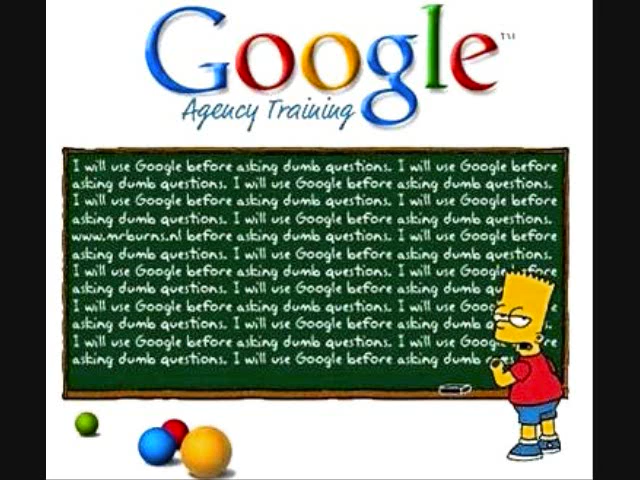 Google™
Agency Training
I will use Google before asking dumb questions. I will use Google before
asking dumb questions. I will use Google before asking dumb questions.
I will use Google before asking dumb questions. I will use Google before
asking dumb questions. I will use Google before asking dumb questions.
www.mrburns.nl before asking dumb questions. I will use Google before
asking dumb questions. I will use Google before asking dumb questions.
I will use Google before asking dumb questions. I will use Google before
asking dumb questions. I will use Google before asking dumb
I will use Google before asking dumb questions. I will use
asking dumb questions. I will use Google before asking dumb
I will use Google before asking dumb questions. I will use
asking dumb questions. I will use Google before asking dumb